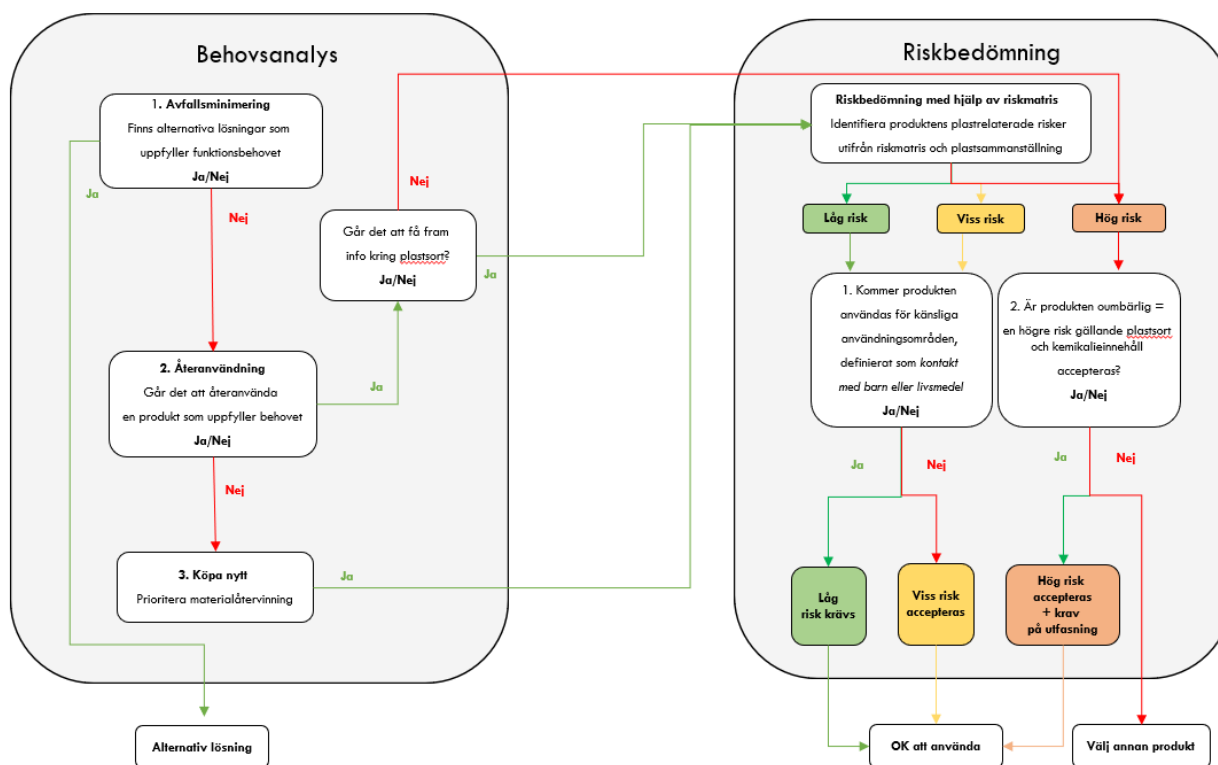 Behovsanalys
1. Avfallsminimering
Finns alternativa lösningar som
uppfyller funktionsbehovet
Ja/Nej
Ja
Nej
Nej
Går det att få fram
info kring plastsort?
Ja/Nej
Ja
2. Återanvändning
Går det att återanvända
en produkt som uppfyller behovet
Ja/Nej
Ja
Nej
3. Köpa nytt
Prioritera materialåtervinning
Ja
Alternativ lösning
Riskbedömning
Riskbedömning med hjälp av riskmatris
Identifiera produktens plastrelaterade risker
utifrån riskmatris och plastsammanställning
Låg risk
Viss risk
Hög risk
1. Kommer produkten
användas för känsliga
användningsområden,
definierat som kontakt
med barn eller livsmedel
Ja/Nej
2. Är produkten oumbärlig =
en högre risk gällande plastsort
och kemikalieinnehåll
accepteras?
Ja/Nej
Ja
Nej
Ja
Nej
Låg
risk krävs
Viss risk
accepteras
Hög risk
accepteras
+ krav
på utfasning
OK att använda
Välj annan produkt